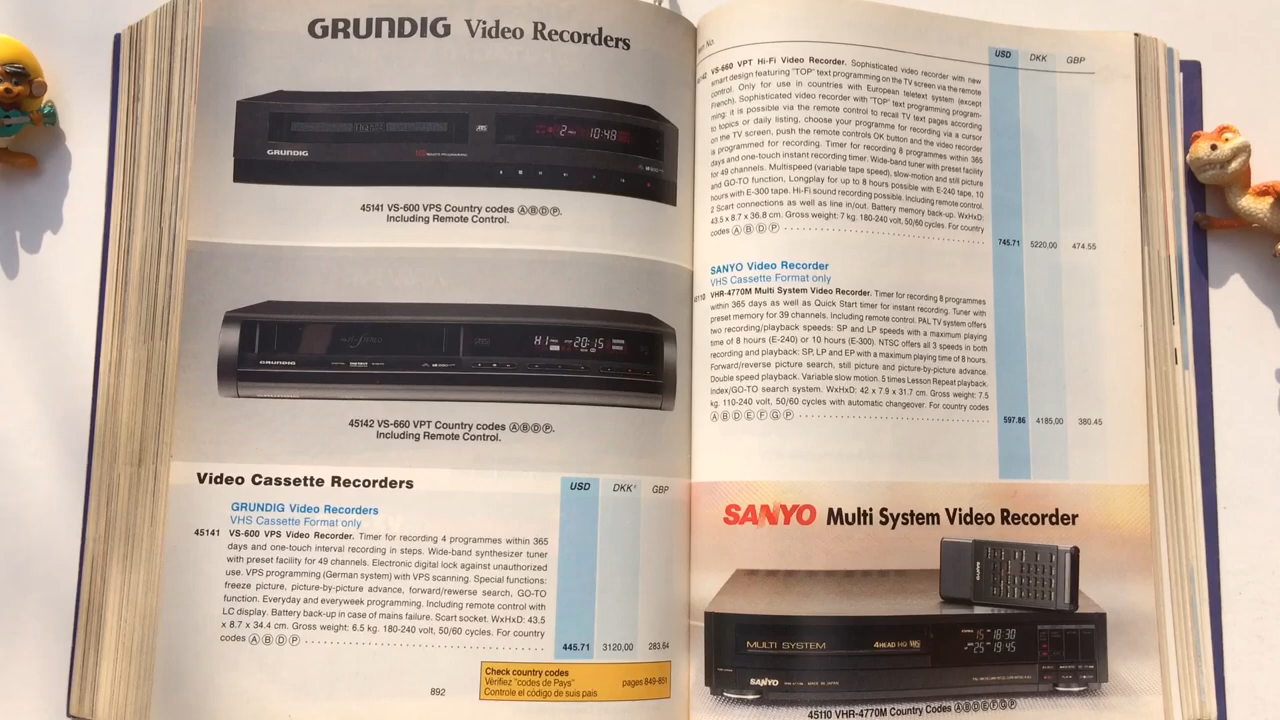 GRUNDIG Video Recorders
2 10:48
GRUNDIG
45141 VS-600 VPS Country codes ⒶⒷⒹⓅ.
Including Remote Control.
20:15
GRUNDIG
45142 VS-660 VPT Country codes ⒶⒷⒹⓅ.
Including Remote Control.
Video Cassette Recorders
USD DKK GBP
GRUNDIG Video Recorders
VHS Cassette Format only
45141 VS-600 VPS Video Recorder. Timer for recording 4 programmes within 365
days and one-touch interval recording in steps. Wide-band synthesizer tuner
with preset facility for 49 channels. Electronic digital lock against unauthorized
use. VPS programming (German system) with VPS scanning. Special functions:
freeze picture, picture-by-picture advance, forward/rewerse search, GO-TO
function. Everyday and everyweek programming. Including remote control with
LC display. Battery back-up in case of mains failure. Scart socket. WxHxD: 43.5
x 8.7 x 34.4 cm. Gross weight: 6.5 kg. 180-240 volt, 50/60 cycles. For country
codes ⒶⒷⒹⓅ . . . . . . . . . . . . . . . . . . . . . . . . . . . . . . 445.71 3120,00 283.64
Check country codes
Vérifiez "codes de Pays" pages 849-851
Controle el código de suis pais
892
No.
USD DKK GBP
VS-660 VPT Hi-Fi Video Recorder. Sophisticated video recorder with new
smart design featuring "TOP" text programming on the TV screen via the remote
control. Only for use in countries with European teletext system (except
French). Sophisticated video recorder with "TOP" text programming program-
ming: it is possible via the remote control to recall TV text pages according
to topics or daily listing, choose your programme for recording via a cursor
on the TV screen, push the remote controls OK button and the video recorder
is programmed for recording. Timer for recording 8 programmes within 365
days and one-touch instant recording timer. Wide-band tuner with preset facility
for 49 channels. Multispeed (variable tape speed), slow-motion and still picture
and GO-TO function, Longplay for up to 8 hours possible with E-240 tape, 10
hours with E-300 tape. Hi-Fi sound recording possible. Including remote control,
2 Scart connections as well as line in/out. Battery memory back-up. WxHxD:
43.5 x 8.7 x 36.8 cm. Gross weight: 7 kg. 180-240 volt, 50/60 cycles. For country
codes ⒶⒷⒹⓅ . . . . . . . . . . . . . . . . . . . . . . . . . . . . . . 745.71 5220,00 474.55
SANYO Video Recorder
VHS Cassette Format only
VHR-4770M Multi System Video Recorder. Timer for recording 8 programmes
within 365 days as well as Quick Start timer for instant recording. Tuner with
preset memory for 39 channels. Including remote control. PAL TV system offers
two recording/playback speeds: SP and LP speeds with a maximum playing
time of 8 hours (E-240) or 10 hours (E-300). NTSC offers all 3 speeds in both
recording and playback: SP, LP and EP with a maximum playing time of 8 hours.
Forward/reverse picture search, still picture and picture-by-picture advance.
Double speed playback. Variable slow motion. 5 times Lesson Repeat playback.
Index/GO-TO search system. WxHxD: 42 x 7.9 x 31.7 cm. Gross weight: 7.5
kg. 110-240 volt, 50/60 cycles with automatic changeover. For country codes
ⒶⒷⒹⒺⒻⒼⓅ . . . . . . . . . . . . . . . . . . . . . . . . . 597.86 4185,00 380.45
SANYO Multi System Video Recorder
SANYO
MULTI SYSTEM 4HEAD HQ VHS
15 18:30
25 19:45
SANYO
45110 VHR-4770M Country Codes ⒶⒷⒹⒺⒻⒼⓅ